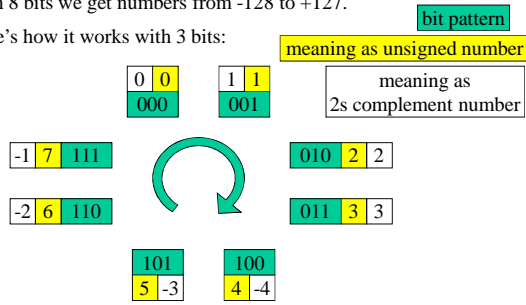 8 bits we get numbers from -128 to +127.
e's how it works with 3 bits:
bit pattern
meaning as unsigned number
meaning as
2s complement number
0 0
000
1 1
001
-1 7 111
010 2 2
-2 6 110
011 3 3
101
5 -3
100
4 -4